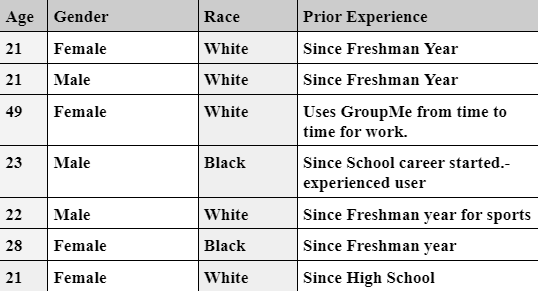 Age Gender Race Prior Experience
21 Female White Since Freshman Year
21 Male White Since Freshman Year
49 Female White Uses GroupMe from time to
time for work.
23 Male Black Since School career started.-
experienced user
22 Male White Since Freshman year for sports
28 Female Black Since Freshman year
21 Female White Since High School